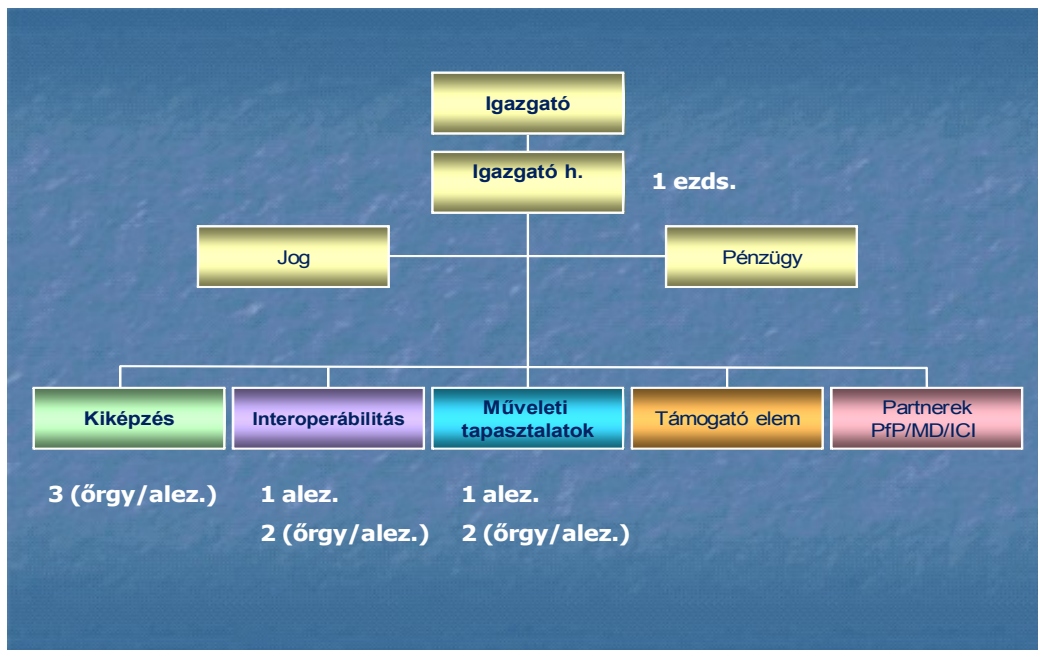 Igazgató
Igazgató h.
1 ezds.
Jog
Pénzügy
Kiképzés
Interoperábilitás
Műveleti
tapasztalatok
Támogató elem
Partnerek
PfP/MD/ICI
3 (őrgy/alez.)
1 alez.
2 (őrgy/alez.)
1 alez.
2 (őrgy/alez.)